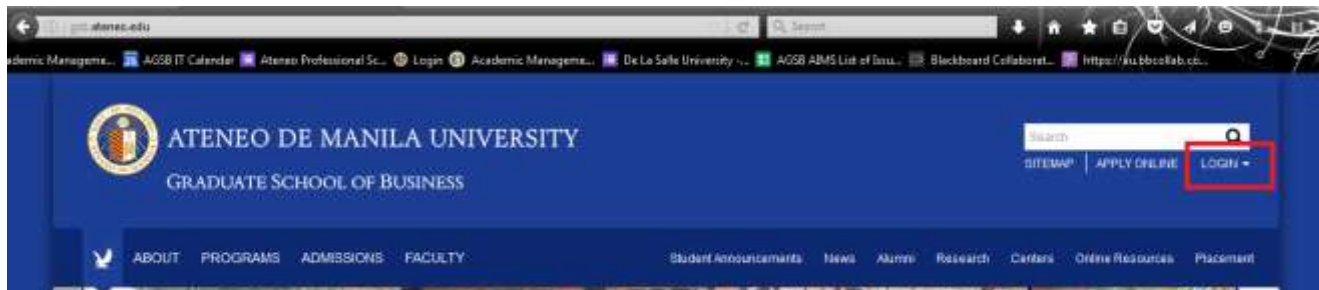 gsb.ateneo.edu
Search
ademic Manageme... AGSB IT Calendar Ateneo Professional Sc... Login Academic Manageme... De La Salle University -... AGSB AIMS List of Issu... Blackboard Collaborat... https://au.bbcollab.co...
ATENEO DE MANILA UNIVERSITY
GRADUATE SCHOOL OF BUSINESS
Search
SITEMAP | APPLY ONLINE LOGIN
ABOUT PROGRAMS ADMISSIONS FACULTY Student Announcements News Alumni Research Centers Online Resources Placement